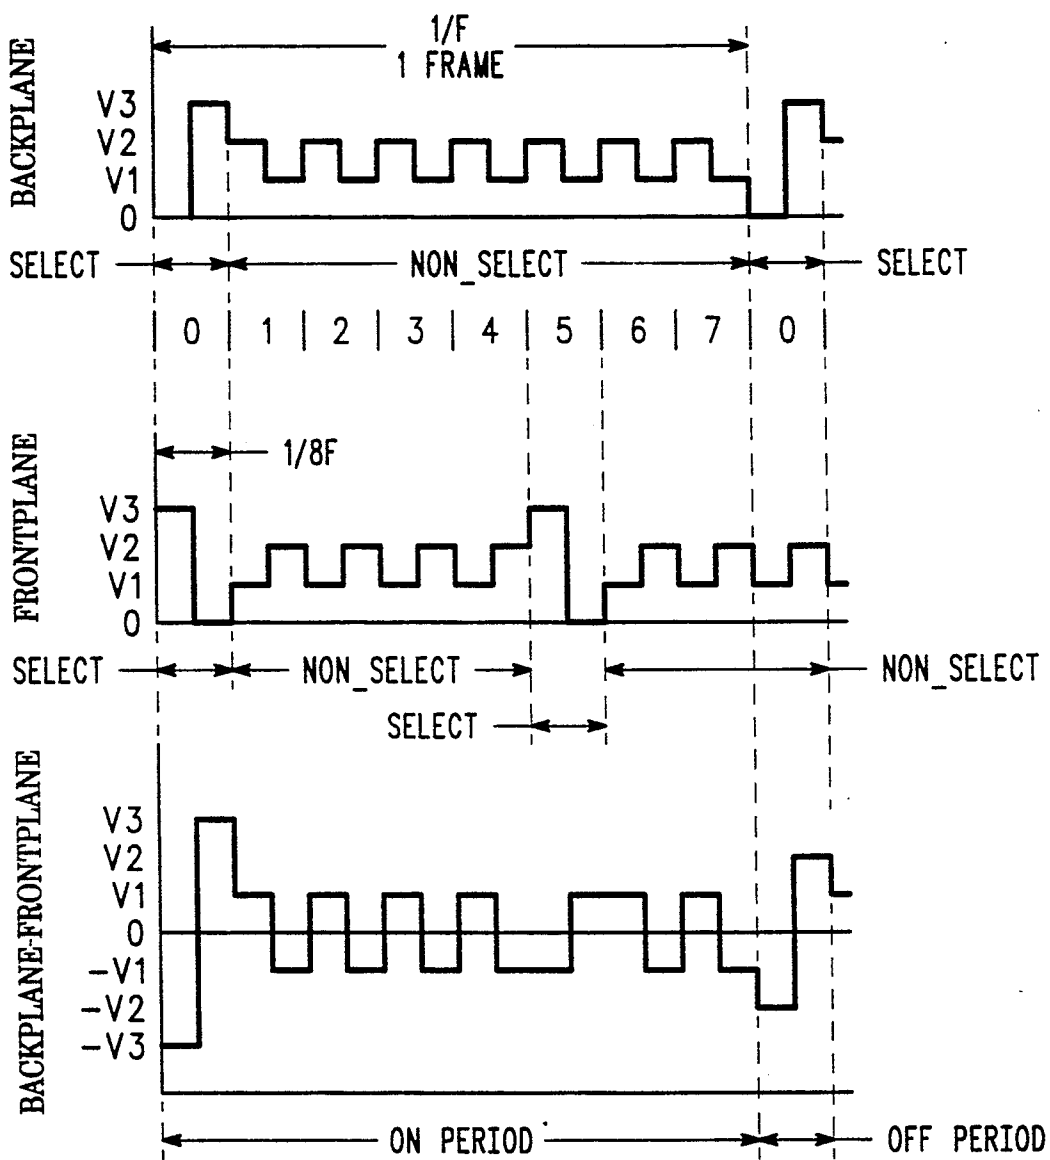 BACKPLANE
1/F
1 FRAME
V3
V2
V1
0
SELECT
NON_SELECT
SELECT
| 0 | 1 | 2 | 3 | 4 | 5 | 6 | 7 | 0 |
FRONTPLANE
1/8F
V3
V2
V1
0
SELECT
NON_SELECT
NON_SELECT
SELECT
BACKPLANE-FRONTPLANE
V3
V2
V1
0
-V1
-V2
-V3
ON PERIOD
OFF PERIOD